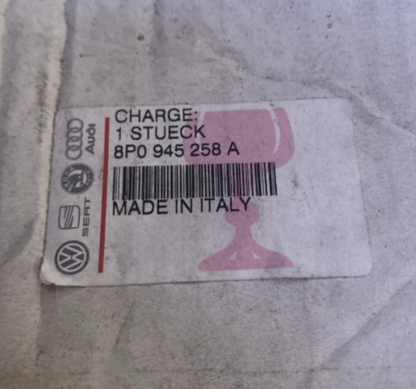 CHARGE:
1 STUECK
8P0 945 258 A
MADE IN ITALY
Audi
SEAT